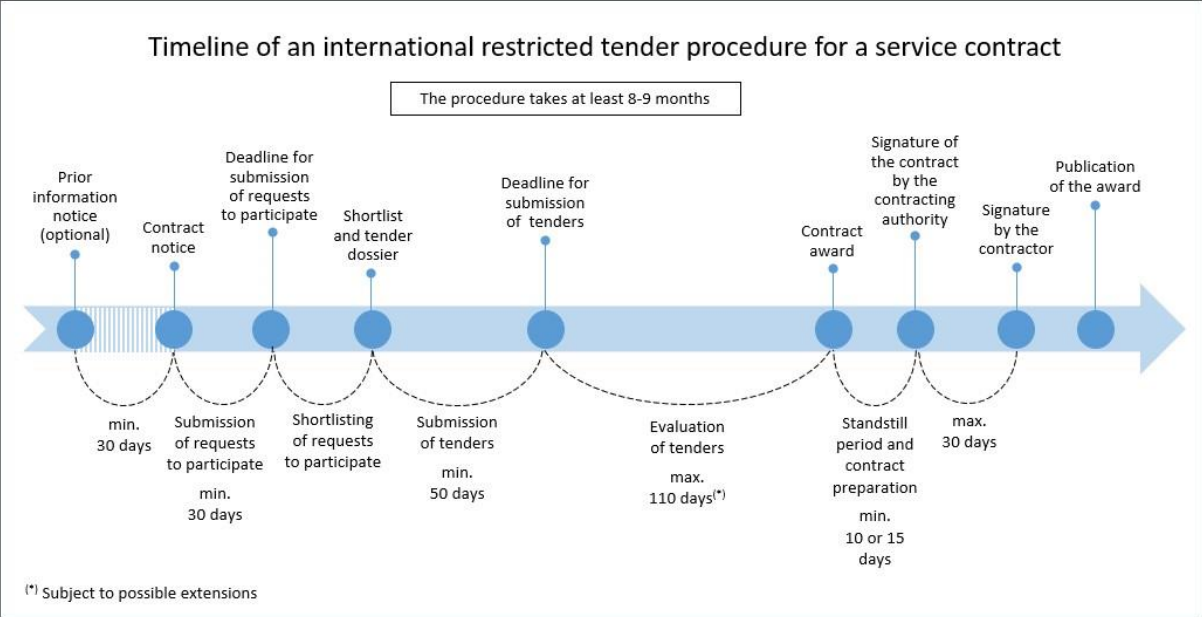 Timeline of an international restricted tender procedure for a service contract
The procedure takes at least 8-9 months
Prior
information
notice
(optional)
Contract
notice
Deadline for
submission
of requests
to participate
Shortlist
and tender
dossier
Deadline for
submission
of tenders
Contract
award
Signature of
the contract
by the
contracting
authority
Signature
by the
contractor
Publication
of the award
min.
30 days
Submission
of requests
to participate
min.
30 days
Shortlisting
of requests
to participate
Submission
of tenders
min.
50 days
Evaluation
of tenders
max.
110 days(*)
Standstill
period and
contract
preparation
min.
10 or 15
days
max.
30 days
(*) Subject to possible extensions